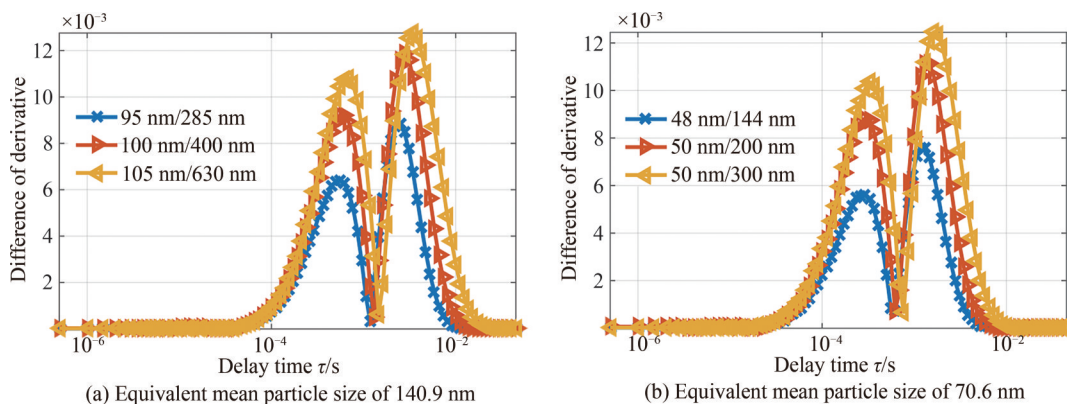 ×10⁻³
12
10
8
6
4
2
Difference of derivative
95 nm/285 nm
100 nm/400 nm
105 nm/630 nm
10⁻⁶
10⁻⁴
10⁻²
Delay time τ/s
(a) Equivalent mean particle size of 140.9 nm
×10⁻³
12
10
8
6
4
2
Difference of derivative
48 nm/144 nm
50 nm/200 nm
50 nm/300 nm
10⁻⁶
10⁻⁴
10⁻²
Delay time τ/s
(b) Equivalent mean particle size of 70.6 nm